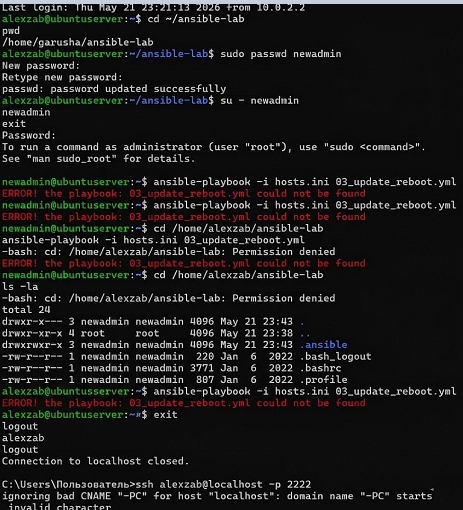 Last login: Thu May 21 23:21:13 2026 from 10.0.2.2
alexzab@ubuntuserver:~$ cd ~/ansible-lab
pwd
/home/garusha/ansible-lab
alexzab@ubuntuserver:~/ansible-lab$ sudo passwd newadmin
New password:
Retype new password:
passwd: password updated successfully
alexzab@ubuntuserver:~/ansible-lab$ su - newadmin
newadmin
exit
Password:
To run a command as administrator (user "root"), use "sudo <command>".
See "man sudo_root" for details.
newadmin@ubuntuserver:~$ ansible-playbook -i hosts.ini 03_update_reboot.yml
ERROR! the playbook: 03_update_reboot.yml could not be found
newadmin@ubuntuserver:~$ ansible-playbook -i hosts.ini 03_update_reboot.yml
ERROR! the playbook: 03_update_reboot.yml could not be found
newadmin@ubuntuserver:~$ cd /home/alexzab/ansible-lab
ansible-playbook -i hosts.ini 03_update_reboot.yml
-bash: cd: /home/alexzab/ansible-lab: Permission denied
ERROR! the playbook: 03_update_reboot.yml could not be found
newadmin@ubuntuserver:~$ cd /home/alexzab/ansible-lab
ls -la
-bash: cd: /home/alexzab/ansible-lab: Permission denied
total 24
drwxr-x--- 3 newadmin newadmin 4096 May 21 23:43 .
drwxr-xr-x 4 root     root     4096 May 21 23:38 ..
drwxrwxr-x 3 newadmin newadmin 4096 May 21 23:43 .ansible
-rw-r--r-- 1 newadmin newadmin  220 Jan  6  2022 .bash_logout
-rw-r--r-- 1 newadmin newadmin 3771 Jan  6  2022 .bashrc
-rw-r--r-- 1 newadmin newadmin  807 Jan  6  2022 .profile
newadmin@ubuntuserver:~$ ansible-playbook -i hosts.ini 03_update_reboot.yml
ERROR! the playbook: 03_update_reboot.yml could not be found
alexzab@ubuntuserver:~$ exit
logout
alexzab
logout
Connection to localhost closed.
C:\Users\Пользователь>ssh alexzab@localhost -p 2222
ignoring bad CNAME "-PC" for host "localhost": domain name "-PC" starts
invalid character